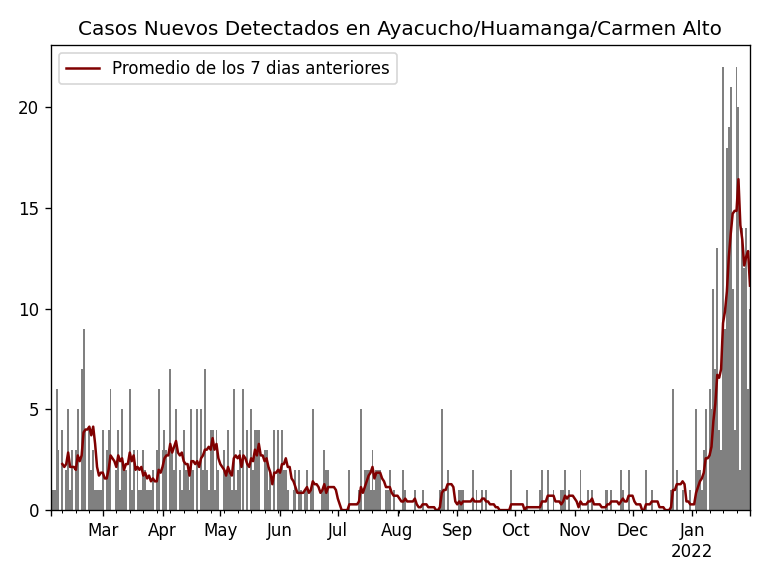 Casos Nuevos Detectados en Ayacucho/Huamanga/Carmen Alto
Promedio de los 7 dias anteriores
20
15
10
5
0
Mar Apr May Jun Jul Aug Sep Oct Nov Dec Jan
2022